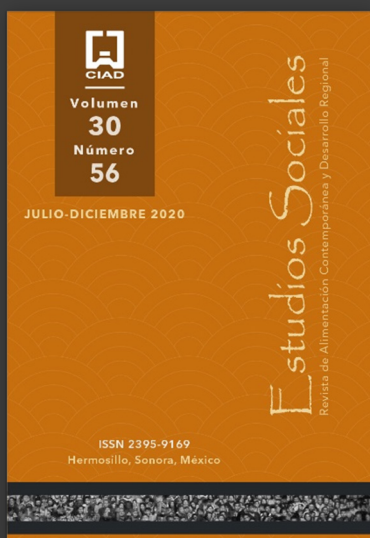 CIAD
Volumen
30
Número
56
JULIO-DICIEMBRE 2020
Estudios Sociales
Revista de Alimentación Contemporánea y Desarrollo Regional
ISSN 2395-9169
Hermosillo, Sonora, México